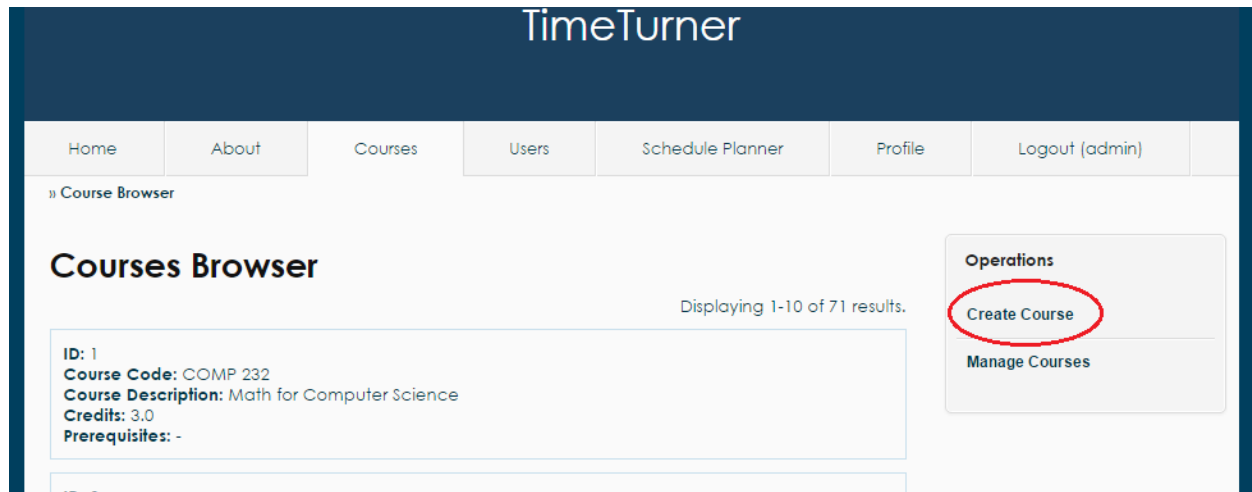 TimeTurner
Home About Courses Users Schedule Planner Profile Logout (admin)
» Course Browser
Courses Browser
Displaying 1-10 of 71 results.
ID: 1
Course Code: COMP 232
Course Description: Math for Computer Science
Credits: 3.0
Prerequisites: -
Operations
Create Course
Manage Courses